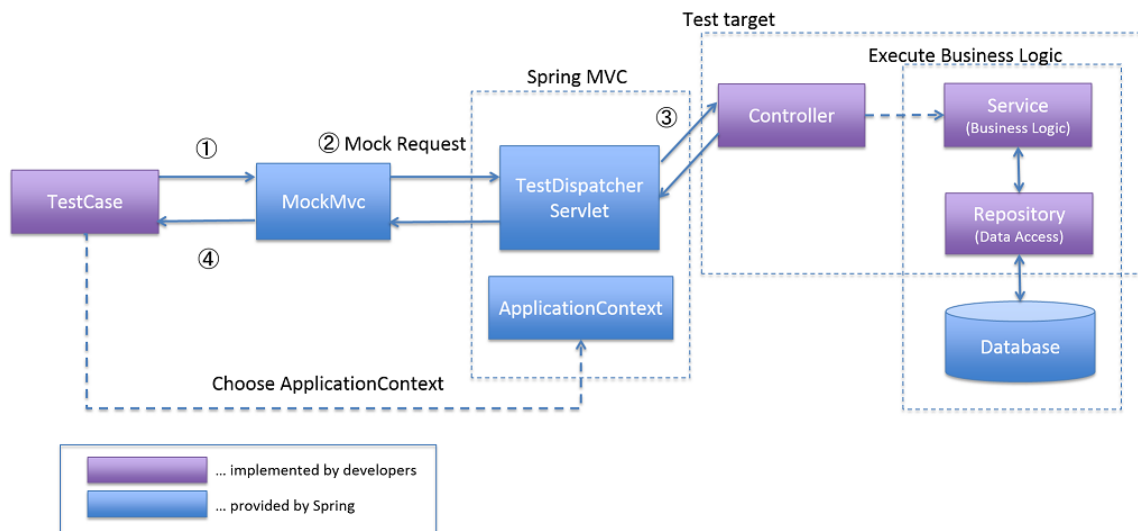 Test target
Execute Business Logic
Spring MVC
Controller
Service
(Business Logic)
①
② Mock Request
③
TestCase
MockMvc
TestDispatcher
Servlet
Repository
(Data Access)
④
ApplicationContext
Database
Choose ApplicationContext
... implemented by developers
... provided by Spring